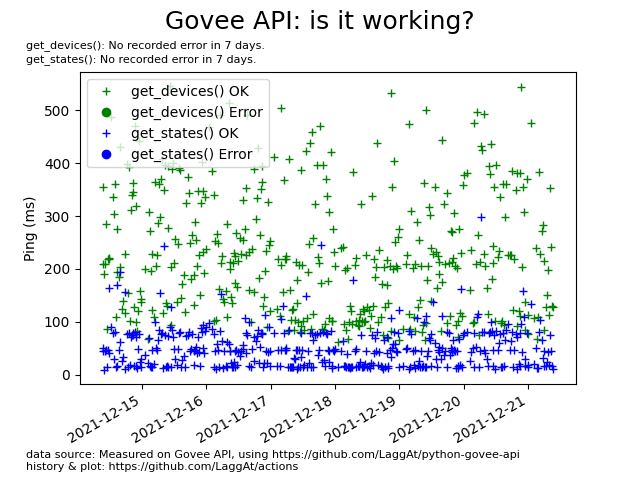 Govee API: is it working?
get_devices(): No recorded error in 7 days.
get_states(): No recorded error in 7 days.
get_devices() OK
get_devices() Error
get_states() OK
get_states() Error
Ping (ms)
500
400
300
200
100
0
2021-12-15
2021-12-16
2021-12-17
2021-12-18
2021-12-19
2021-12-20
2021-12-21
data source: Measured on Govee API, using https://github.com/LaggAt/python-govee-api
history & plot: https://github.com/LaggAt/actions